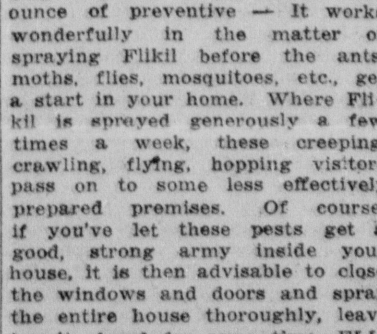 ounce of preventive — It work
wonderfully in the matter o
spraying Flikil before the ants
moths, flies, mosquitoes, etc., ge
a start in your home. Where Fli-
kil is sprayed generously a few
times a week, these creeping
crawling, flying, hopping visitor
pass on to some less effectivel
prepared premises. Of course
if you've let these pests get
good, strong army inside you
house, it is then advisable to clos
the windows and doors and spra
the entire house thoroughly, leav